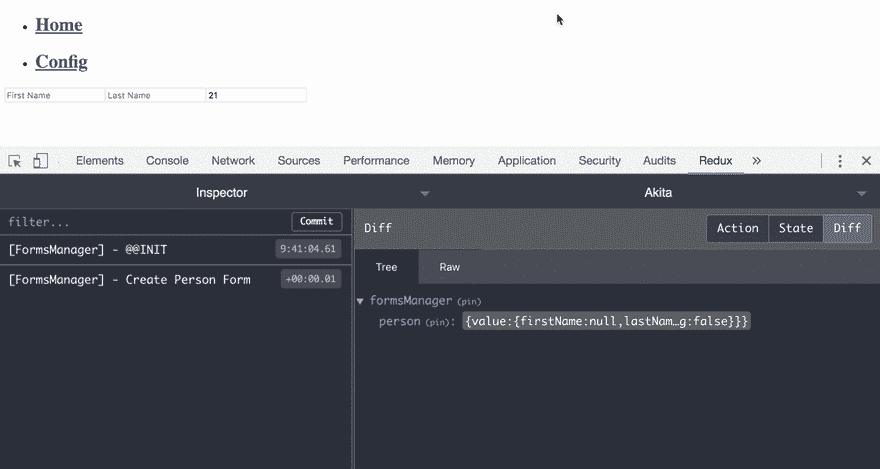 Home
Config
First Name Last Name 21
Elements Console Network Sources Performance Memory Application Security Audits Redux »
Inspector Akita
filter... Commit Diff Action State Diff
[FormsManager] - @@INIT 9:41:04.61
Tree Raw
[FormsManager] - Create Person Form +00:00.01
formsManager (pin)
person (pin): {value:{firstName:null,lastNam…g:false}}}